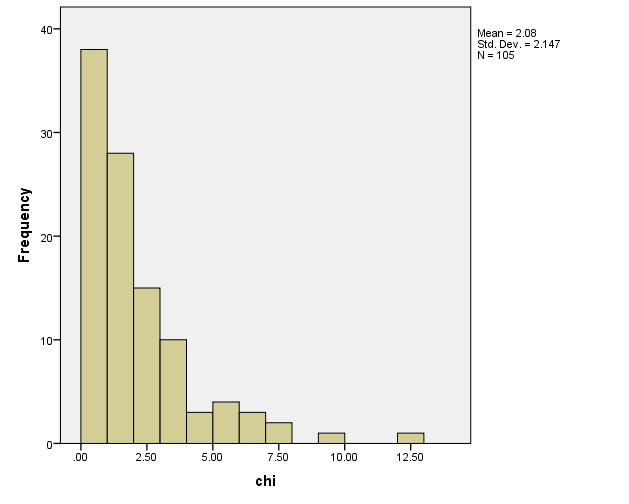 Mean = 2.08
Std. Dev. = 2.147
N = 105
40
30
20
10
0
Frequency
.00
2.50
5.00
7.50
10.00
12.50
chi